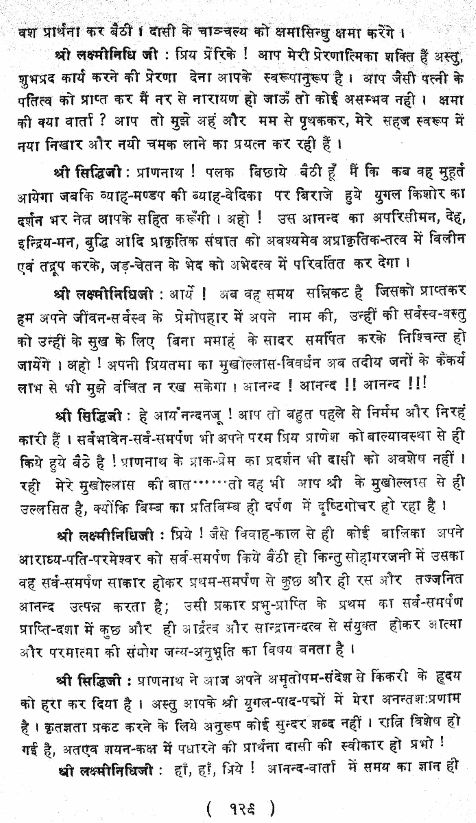 वश प्रार्थना कर बैठी । दासी के चाञ्चल्य को क्षमासिन्धु क्षमा करेंगे ।
श्री लक्ष्मीनिधि जी : प्रिय प्रेरिके ! आप मेरी प्रेरणात्मिका शक्ति हैं अस्तु,
शुभप्रद कार्य करने की प्रेरणा देना आपके स्वरूपानुरूप है । आप जैसी पत्नी के
पतित्व को प्राप्त कर मैं नर से नारायण हो जाऊँ तो कोई असम्भव नही । क्षमा
की क्या वार्ता ? आप तो मुझे अहं और मम से पृथककर, मेरे सहज स्वरूप में
नया निखार और नयी चमक लाने का प्रयत्न कर रही हैं ।
श्री सिद्धिजी : प्राणनाथ ! पलक बिछाये बैठी हूँ मैं कि कब वह मुहूर्त
आयेगा जबकि व्याह-मण्डप की ब्याह-वेदिका पर बिराजे हुये युगल किशोर का
दर्शन भर नेत्र आपके सहित करूँगी । अहो ! उस आनन्द का अपरिसीमन, देह,
इन्द्रिय-मन, बुद्धि आदि प्राकृतिक संघात को अवश्यमेव अप्राकृतिक-तत्व में विलीन
एवं तद्रूप करके, जड़-चेतन के भेद को अभेदत्व में परिवर्तित कर देगा ।
श्री लक्ष्मीनिधिजी : आर्ये ! अब वह समय सन्निकट है जिसको प्राप्तकर
हम अपने जीवन-सर्वस्व के प्रेमोपहार में अपने नाम की, उन्हीं की सर्वस्व-वस्तु
को उन्हीं के सुख के लिए बिना ममाहं के सादर समर्पित करके निश्चिन्त हो
जायेंगे । अहो ! अपनी प्रियतमा का मुखोल्लास-विवर्धन अब तदीय जनों के कैंकर्य
लाभ से भी मुझे वंचित न रख सकेगा । आनन्द ! आनन्द !! आनन्द !!!
श्री सिद्धिजी : हे आर्यनन्दनजू ! आप तो बहुत पहले से निर्मम और निरहं
कारी हैं । सर्वभावेन-सर्व-समर्पण भी अपने परम प्रिय प्राणेश को बाल्यावस्था से ही
किये हुये बैठे है ! प्राणनाथ के प्राक-प्रेम का प्रदर्शन भी दासी को अवशेष नहीं ।
रही मेरे मुखोल्लास की बात······तो वह भी आप श्री के मुखोल्लास से ही
उल्लसित है, क्योंकि बिम्ब का प्रतिबिम्ब ही दर्पण में दृष्टिगोचर हो रहा है ।
श्री लक्ष्मीनिधिजी : प्रिये ! जैसे विवाह-काल से ही कोई बालिका अपने
आराध्य-पति-परमेश्वर को सर्व-समर्पण किये बैठी हो किन्तु सोहागरजनी में उसका
वह सर्व-समर्पण साकार होकर प्रथम-समर्पण से कुछ और ही रस और तज्जनित
आनन्द उत्पन्न करता है; उसी प्रकार प्रभु-प्राप्ति के प्रथम का सर्व-समर्पण
प्राप्ति-दशा में कुछ और ही आर्द्रत्व और सान्द्रानन्दत्व से संयुक्त होकर आत्मा
और परमात्मा की संयोग जन्य-अनुभूति का विषय बनता है ।
श्री सिद्धिजी : प्राणनाथ ने आज अपने अमृतोपम-संदेश से किंकरी के हृदय
को हरा कर दिया है । अस्तु आपके श्री युगल-पाद-पद्मों में मेरा अनन्तशःप्रणाम
है । कृतज्ञता प्रकट करने के लिये अनुरूप कोई सुन्दर शब्द नहीं । रात्रि विशेष हो
गई है, अतएव शयन-कक्ष में पधारने की प्रार्थना दासी की स्वीकार हो प्रभो !
श्री लक्ष्मीनिधिजी : हाँ, हाँ, प्रिये ! आनन्द-वार्ता में समय का ज्ञान ही
( १२६ )